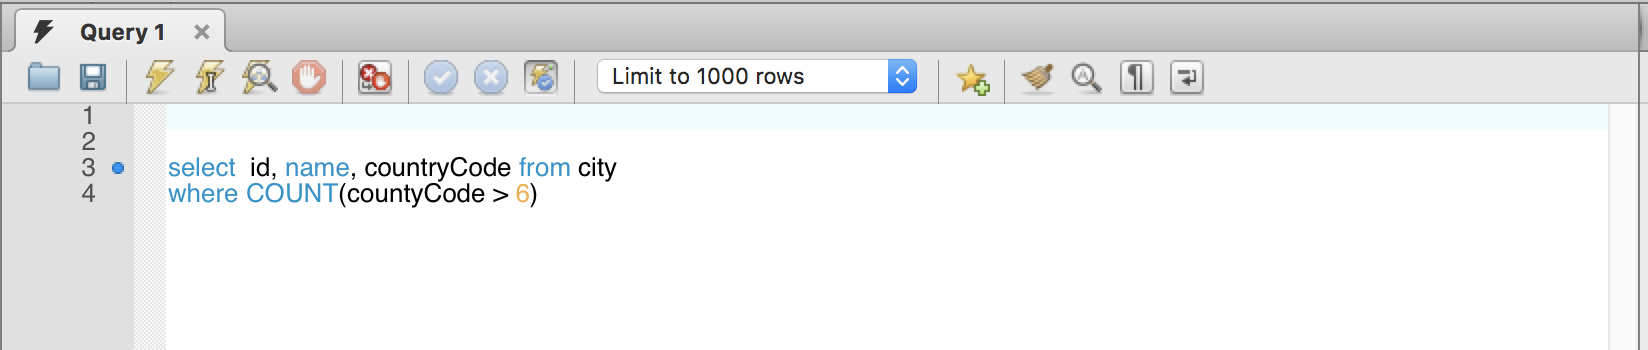 Query 1
Limit to 1000 rows
1
2
3 select  id, name, countryCode from city
4 where COUNT(countyCode > 6)